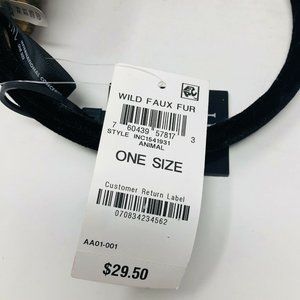 WILD FAUX FUR
7 60439 57817 3
STYLE INC1541931
ANIMAL
ONE SIZE
Customer Return Label
070834234562
AA01-001
$29.50